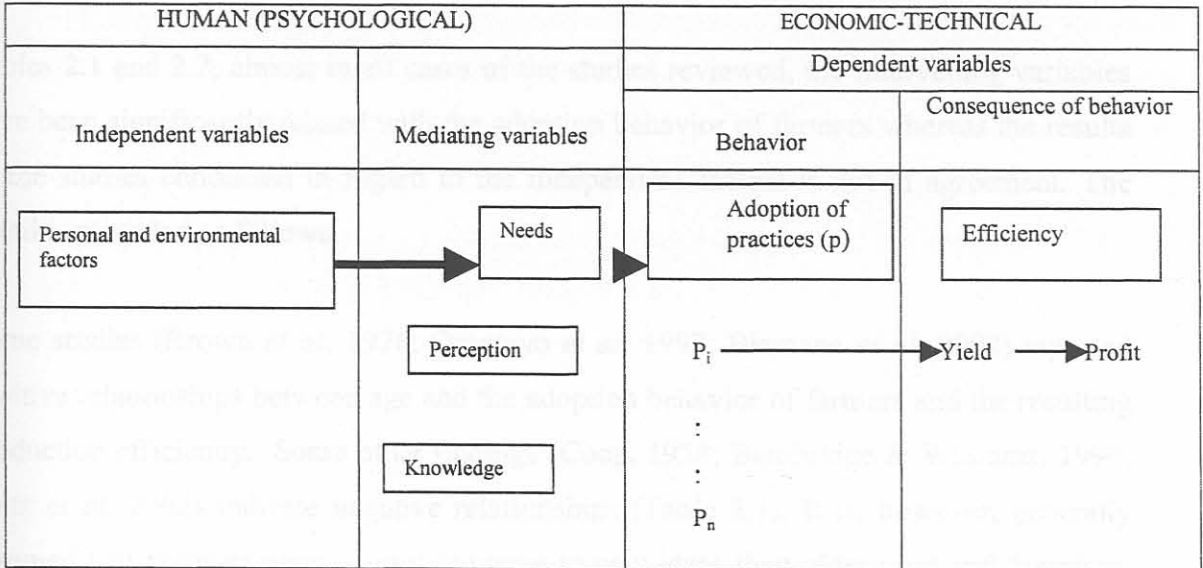 HUMAN (PSYCHOLOGICAL)
ECONOMIC-TECHNICAL
Dependent variables
Independent variables
Mediating variables
Behavior
Consequence of behavior
Personal and environmental
factors
Needs
Perception
Knowledge
Adoption of
practices (p)
Efficiency
Pi
Yield
Profit
:
:
Pn